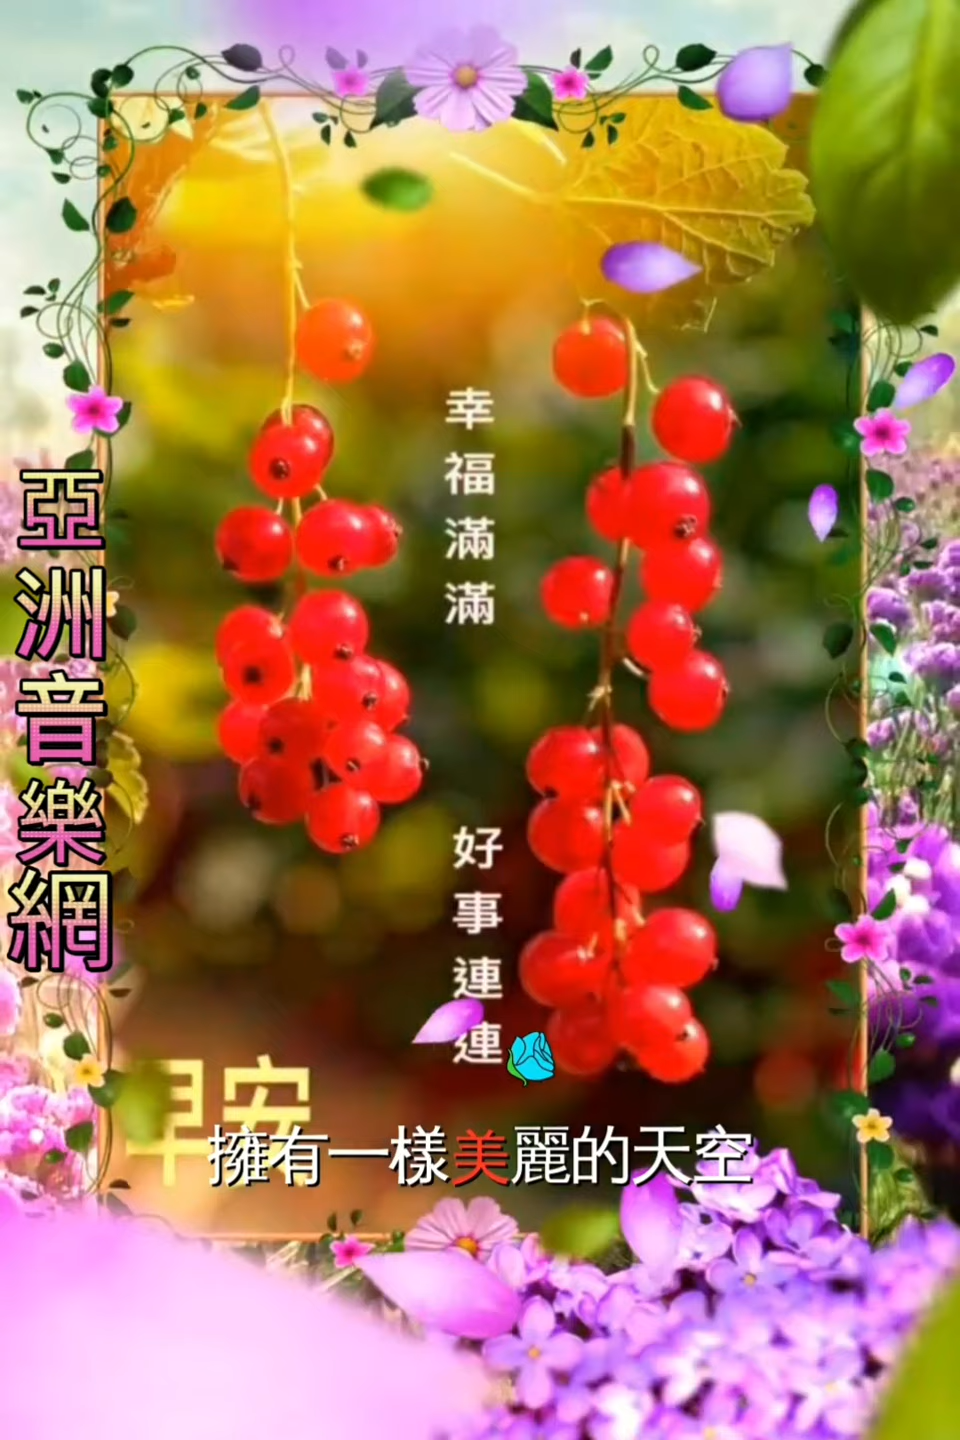 亞洲音樂網
幸福滿滿
好事連連
早安
擁有一樣美麗的天空